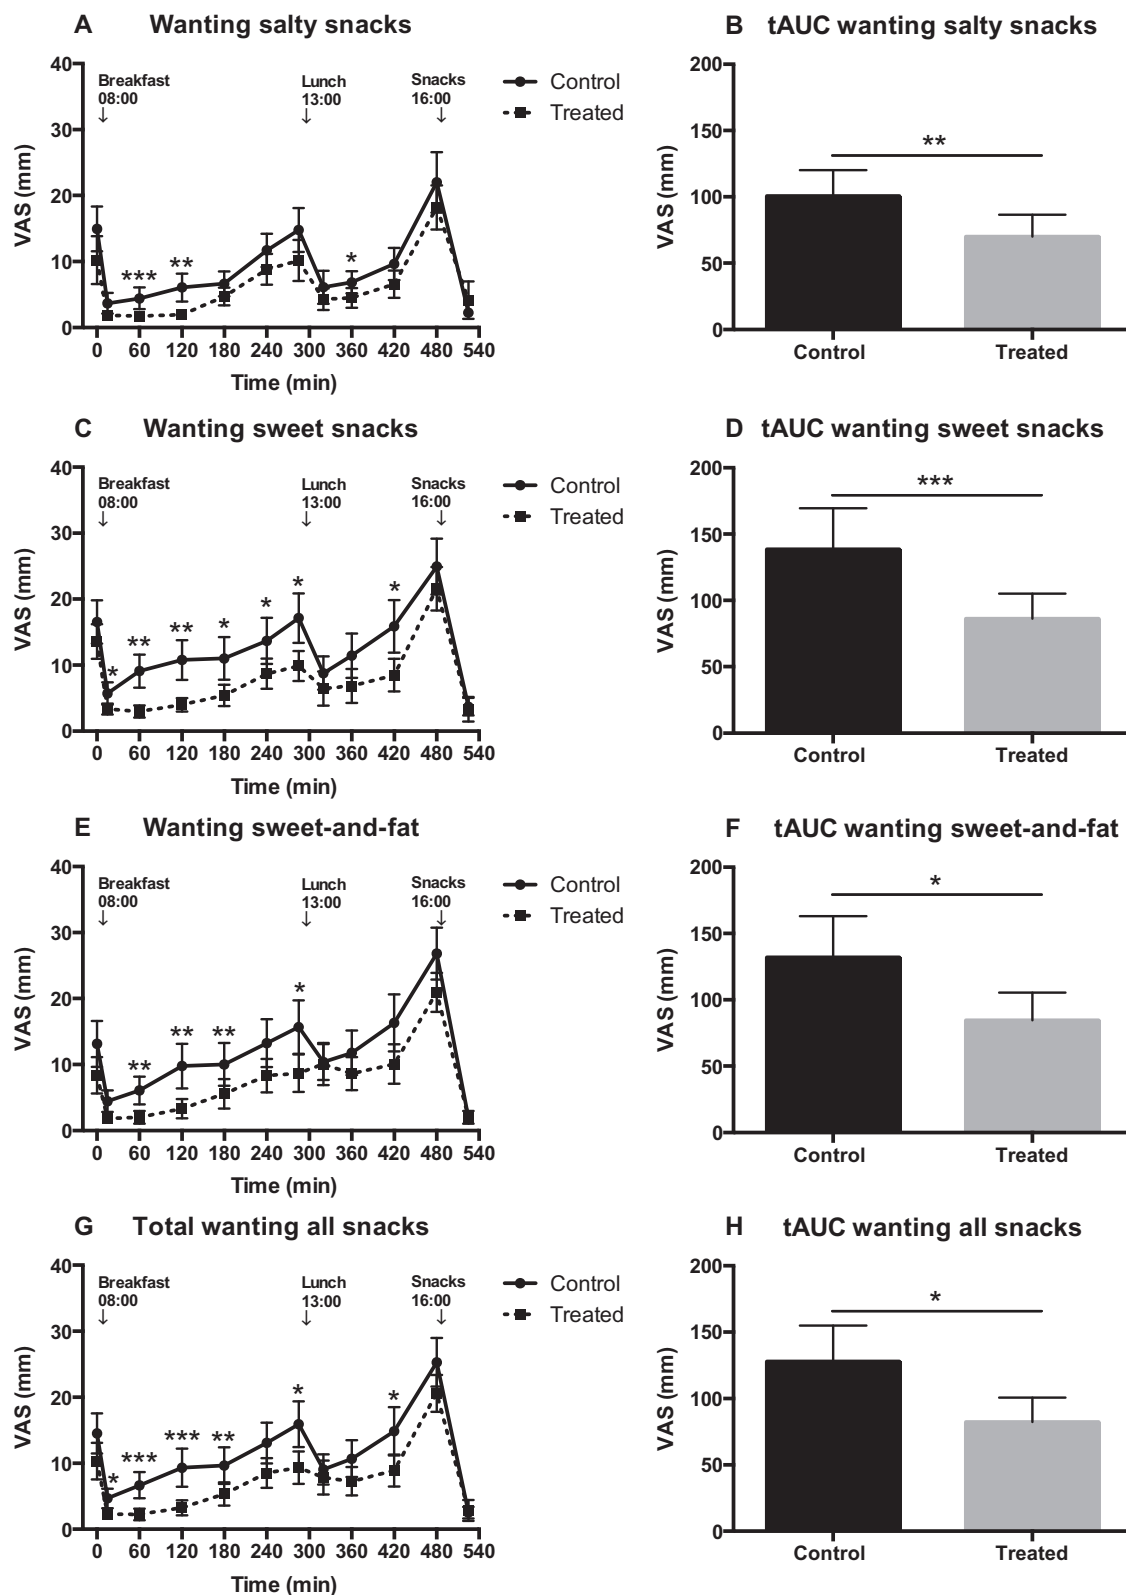 A Wanting salty snacks
40
30
20
10
0
VAS (mm)
Breakfast
08:00
↓
Lunch
13:00
↓
Snacks
16:00
↓
Control
Treated
***
**
*
0 60 120 180 240 300 360 420 480 540
Time (min)
B tAUC wanting salty snacks
200
150
100
50
0
VAS (mm)
**
Control Treated
C Wanting sweet snacks
40
30
20
10
0
VAS (mm)
Breakfast
08:00
↓
Lunch
13:00
↓
Snacks
16:00
↓
Control
Treated
*
**
**
*
*
*
*
0 60 120 180 240 300 360 420 480 540
Time (min)
D tAUC wanting sweet snacks
200
150
100
50
0
VAS (mm)
***
Control Treated
E Wanting sweet-and-fat
40
30
20
10
0
VAS (mm)
Breakfast
08:00
↓
Lunch
13:00
↓
Snacks
16:00
↓
Control
Treated
**
**
**
*
0 60 120 180 240 300 360 420 480 540
Time (min)
F tAUC wanting sweet-and-fat
200
150
100
50
0
VAS (mm)
*
Control Treated
G Total wanting all snacks
40
30
20
10
0
VAS (mm)
Breakfast
08:00
↓
Lunch
13:00
↓
Snacks
16:00
↓
Control
Treated
*
***
***
**
*
*
0 60 120 180 240 300 360 420 480 540
Time (min)
H tAUC wanting all snacks
200
150
100
50
0
VAS (mm)
*
Control Treated